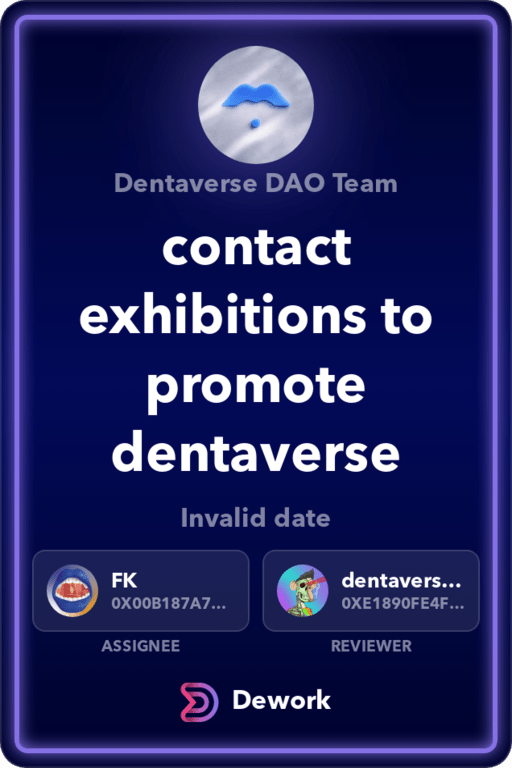 Dentaverse DAO Team
contact
exhibitions to
promote
dentaverse
Invalid date
FK
0X00B187A7...
ASSIGNEE
dentavers...
0XE1890FE4F...
REVIEWER
Dework